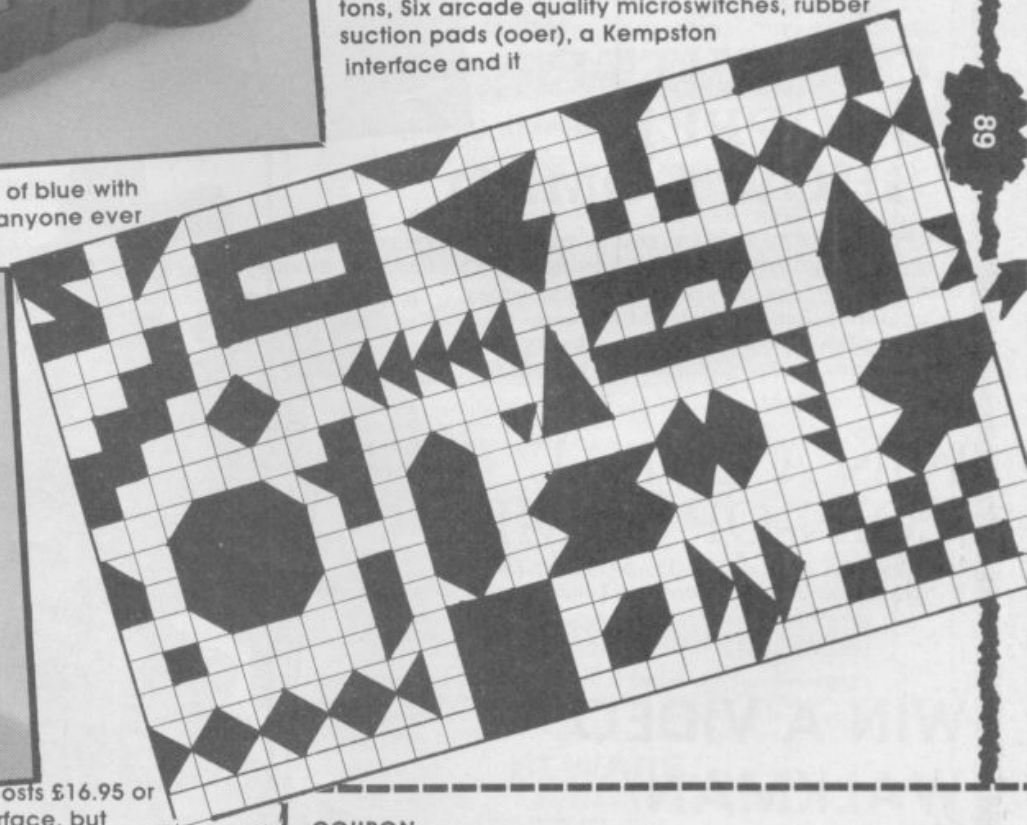 tons, Six arcade quality microswitches, rubber
suction pads (ooer), a Kempston
interface and it
89
of blue with
anyone ever
osts £16.95 or
rface, but
COUPON